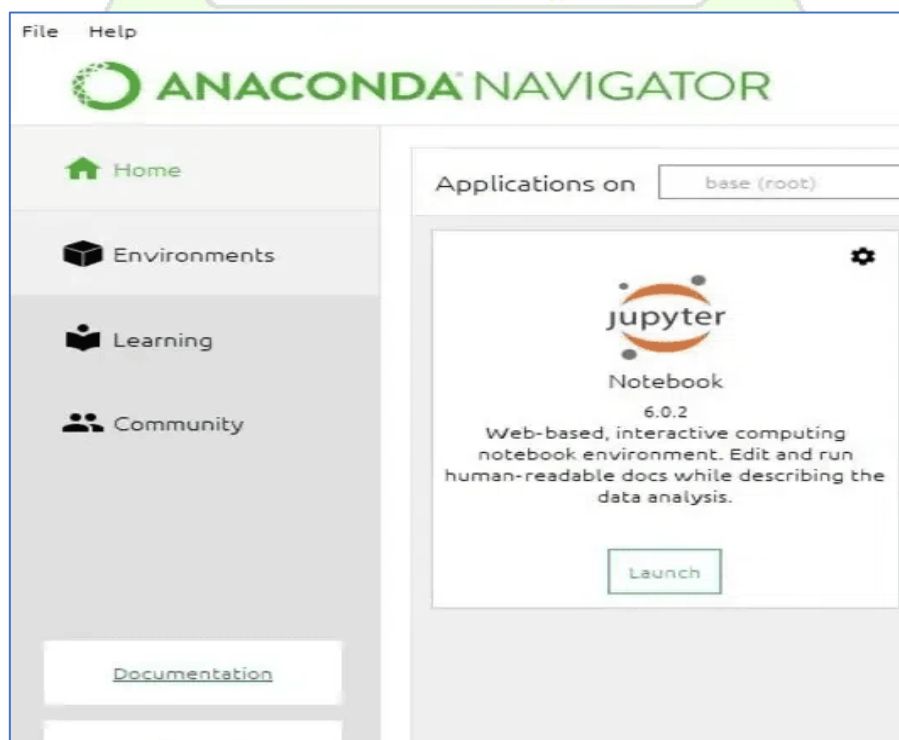 File Help
ANACONDA NAVIGATOR
Home
Environments
Learning
Community
Documentation
Applications on base (root)
jupyter
Notebook
6.0.2
Web-based, interactive computing
notebook environment. Edit and run
human-readable docs while describing the
data analysis.
Launch